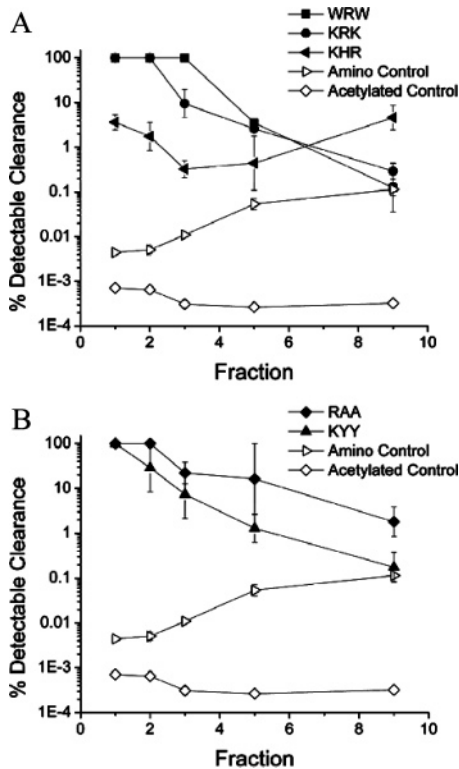 A
WRW
KRK
KHR
Amino Control
Acetylated Control
% Detectable Clearance
100
10
1
0.1
0.01
1E-3
1E-4
0 2 4 6 8 10
Fraction
B
RAA
KYY
Amino Control
Acetylated Control
% Detectable Clearance
100
10
1
0.1
0.01
1E-3
1E-4
0 2 4 6 8 10
Fraction